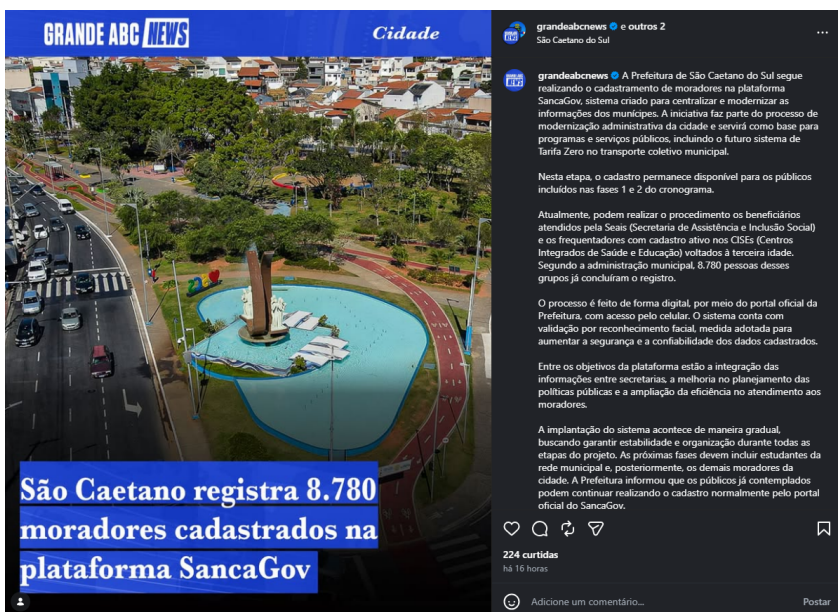 GRANDE ABC NEWS
Cidade
São Caetano registra 8.780
moradores cadastrados na
plataforma SancaGov
grandeabcnews e outros 2
São Caetano do Sul
grandeabcnews A Prefeitura de São Caetano do Sul segue
realizando o cadastramento de moradores na plataforma
SancaGov, sistema criado para centralizar e modernizar as
informações dos munícipes. A iniciativa faz parte do processo de
modernização administrativa da cidade e servirá como base para
programas e serviços públicos, incluindo o futuro sistema de
Tarifa Zero no transporte coletivo municipal.
Nesta etapa, o cadastro permanece disponível para os públicos
incluídos nas fases 1 e 2 do cronograma.
Atualmente, podem realizar o procedimento os beneficiários
atendidos pela Seais (Secretaria de Assistência e Inclusão Social)
e os frequentadores com cadastro ativo nos CISEs (Centros
Integrados de Saúde e Educação) voltados à terceira idade.
Segundo a administração municipal, 8.780 pessoas desses
grupos já concluíram o registro.
O processo é feito de forma digital, por meio do portal oficial da
Prefeitura, com acesso pelo celular. O sistema conta com
validação por reconhecimento facial, medida adotada para
aumentar a segurança e a confiabilidade dos dados cadastrados.
Entre os objetivos da plataforma estão a integração das
informações entre secretarias, a melhoria no planejamento das
políticas públicas e a ampliação da eficiência no atendimento aos
moradores.
A implantação do sistema acontece de maneira gradual,
buscando garantir estabilidade e organização durante todas as
etapas do projeto. As próximas fases devem incluir estudantes da
rede municipal e, posteriormente, os demais moradores da
cidade. A Prefeitura informou que os públicos já contemplados
podem continuar realizando o cadastro normalmente pelo portal
oficial do SancaGov.
224 curtidas
há 16 horas
Adicione um comentário...
Postar